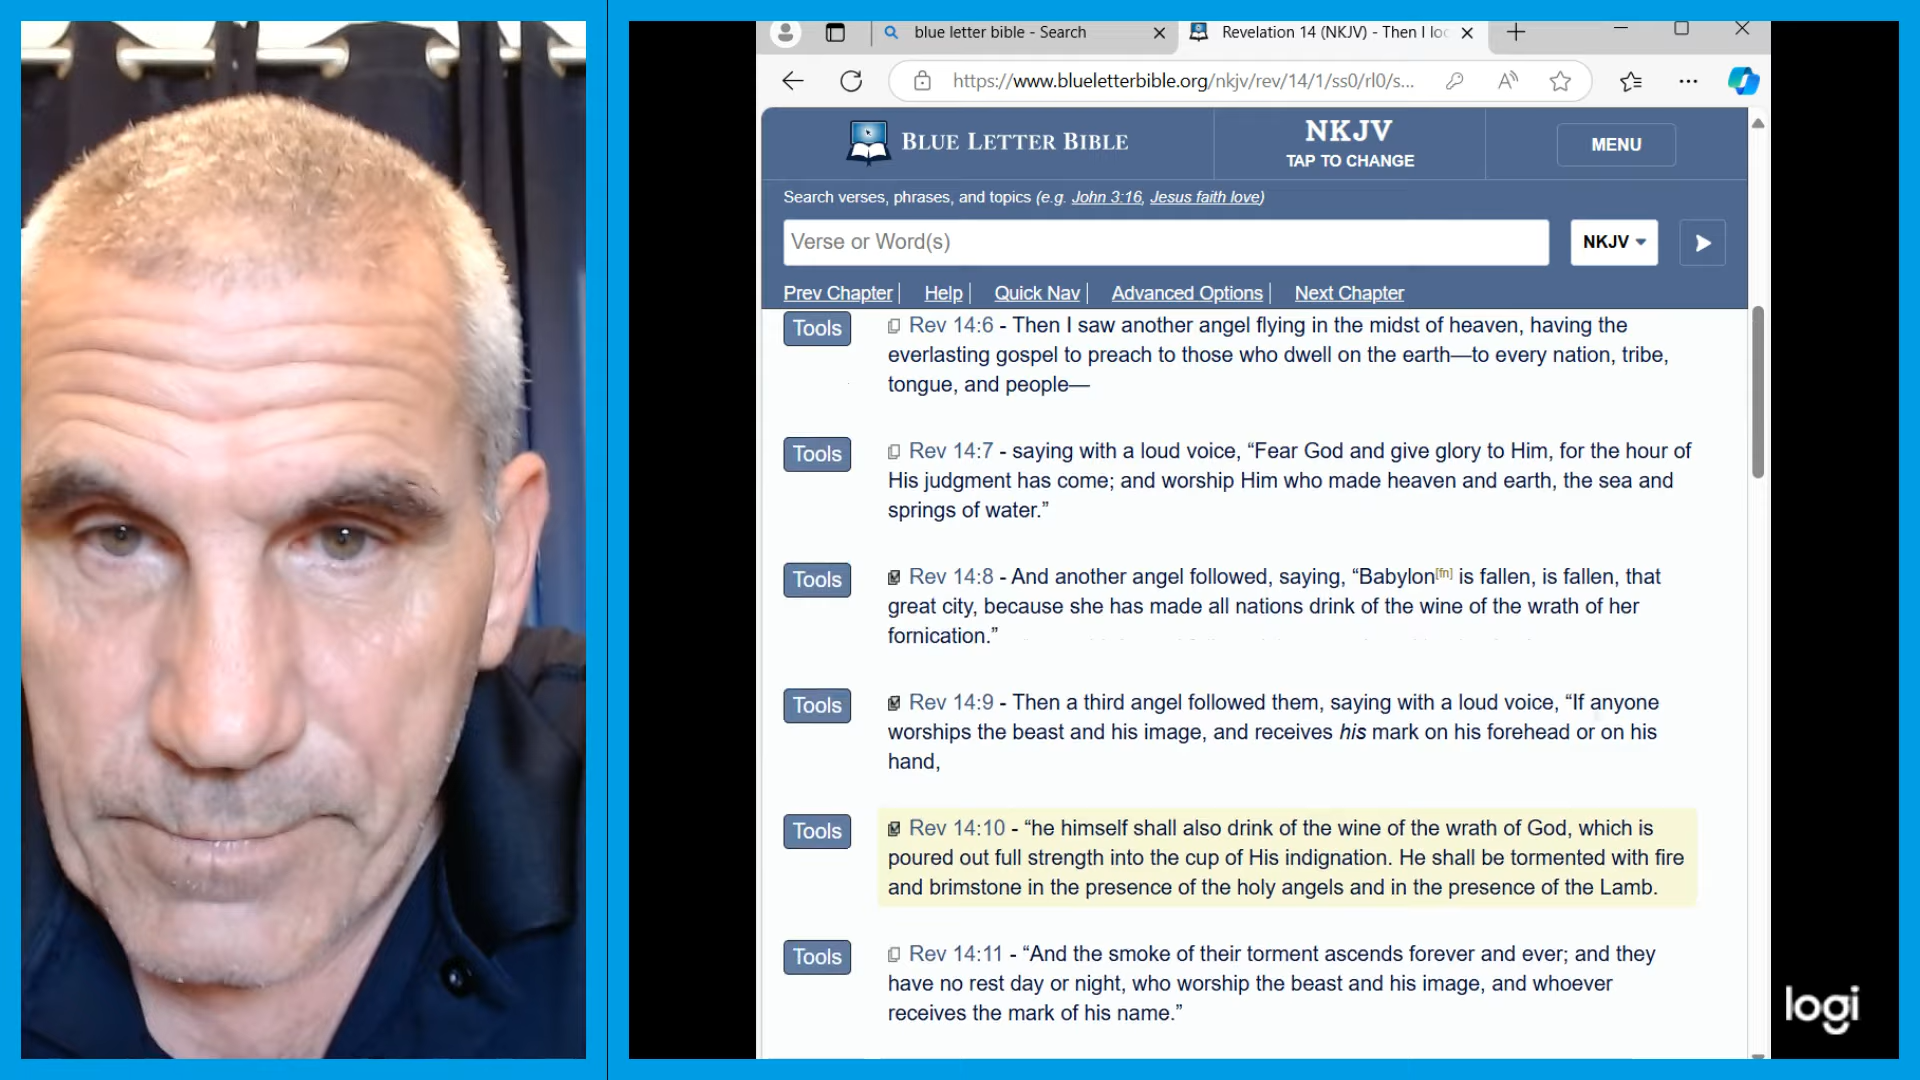 blue letter bible - Search
Revelation 14 (NKJV) - Then I loo
https://www.blueletterbible.org/nkjv/rev/14/1/ss0/rl0/s...
BLUE LETTER BIBLE
NKJV
TAP TO CHANGE
MENU
Search verses, phrases, and topics (e.g. John 3:16, Jesus faith love)
Verse or Word(s)
NKJV
Prev Chapter | Help | Quick Nav | Advanced Options | Next Chapter
Tools
Rev 14:6 - Then I saw another angel flying in the midst of heaven, having the
everlasting gospel to preach to those who dwell on the earth—to every nation, tribe,
tongue, and people—
Tools
Rev 14:7 - saying with a loud voice, “Fear God and give glory to Him, for the hour of
His judgment has come; and worship Him who made heaven and earth, the sea and
springs of water.”
Tools
Rev 14:8 - And another angel followed, saying, “Babylon[fn] is fallen, is fallen, that
great city, because she has made all nations drink of the wine of the wrath of her
fornication.”
Tools
Rev 14:9 - Then a third angel followed them, saying with a loud voice, “If anyone
worships the beast and his image, and receives his mark on his forehead or on his
hand,
Tools
Rev 14:10 - “he himself shall also drink of the wine of the wrath of God, which is
poured out full strength into the cup of His indignation. He shall be tormented with fire
and brimstone in the presence of the holy angels and in the presence of the Lamb.
Tools
Rev 14:11 - “And the smoke of their torment ascends forever and ever; and they
have no rest day or night, who worship the beast and his image, and whoever
receives the mark of his name.”
logi